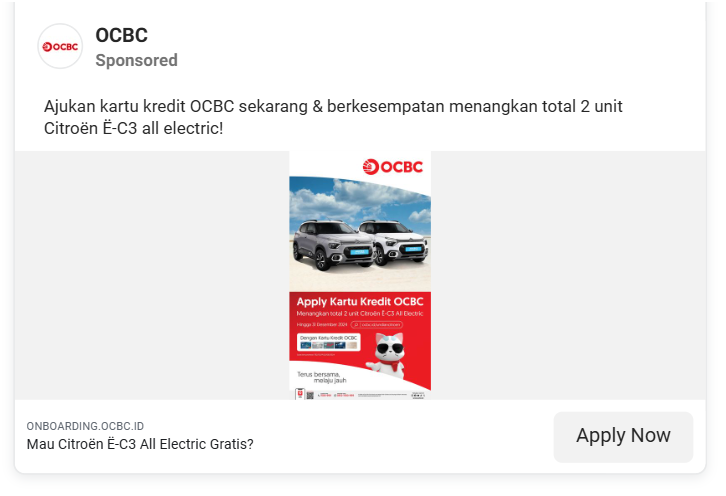 OCBC
OCBC
Sponsored
Ajukan kartu kredit OCBC sekarang & berkesempatan menangkan total 2 unit
Citroën Ë-C3 all electric!
OCBC
Apply Kartu Kredit OCBC
Menangkan total 2 unit Citroën Ë-C3 All Electric
Hingga 31 Desember 2024
Dengan Kartu Kredit OCBC
Terus bersama,
melaju jauh
ONBOARDING.OCBC.ID
Mau Citroën Ë-C3 All Electric Gratis?
Apply Now